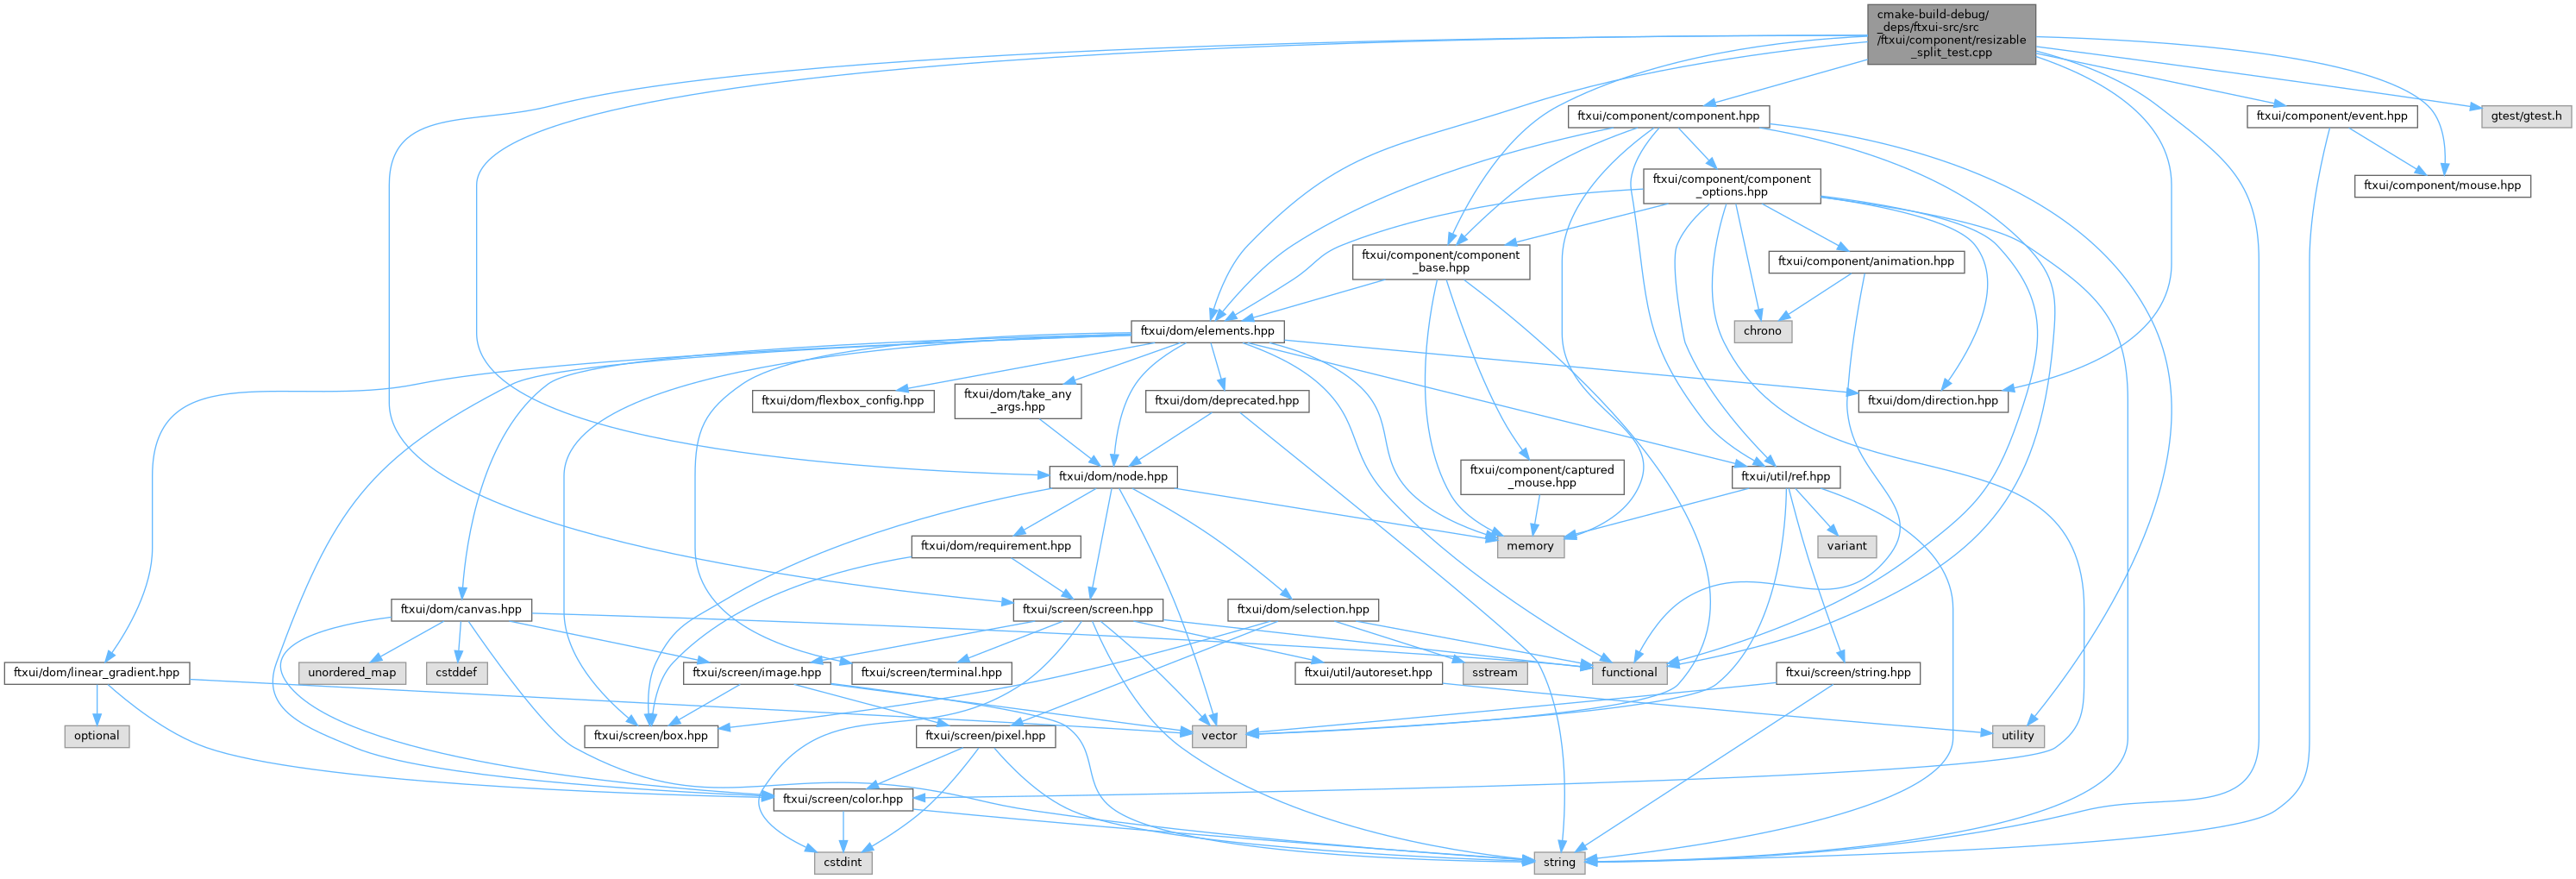 cmake-build-debug/
_deps/ftxui-src/src
/ftxui/component/resizable
_split_test.cpp
ftxui/component/component.hpp
ftxui/component/event.hpp
gtest/gtest.h
ftxui/component/component
_options.hpp
ftxui/component/mouse.hpp
ftxui/component/component
_base.hpp
ftxui/component/animation.hpp
ftxui/dom/elements.hpp
chrono
ftxui/dom/flexbox_config.hpp
ftxui/dom/take_any
_args.hpp
ftxui/dom/deprecated.hpp
ftxui/dom/direction.hpp
ftxui/dom/node.hpp
ftxui/component/captured
_mouse.hpp
ftxui/util/ref.hpp
ftxui/dom/requirement.hpp
memory
variant
ftxui/dom/canvas.hpp
ftxui/screen/screen.hpp
ftxui/dom/selection.hpp
ftxui/dom/linear_gradient.hpp
unordered_map
cstddef
ftxui/screen/image.hpp
ftxui/screen/terminal.hpp
ftxui/util/autoreset.hpp
sstream
functional
ftxui/screen/string.hpp
optional
ftxui/screen/box.hpp
ftxui/screen/pixel.hpp
vector
utility
ftxui/screen/color.hpp
cstdint
string